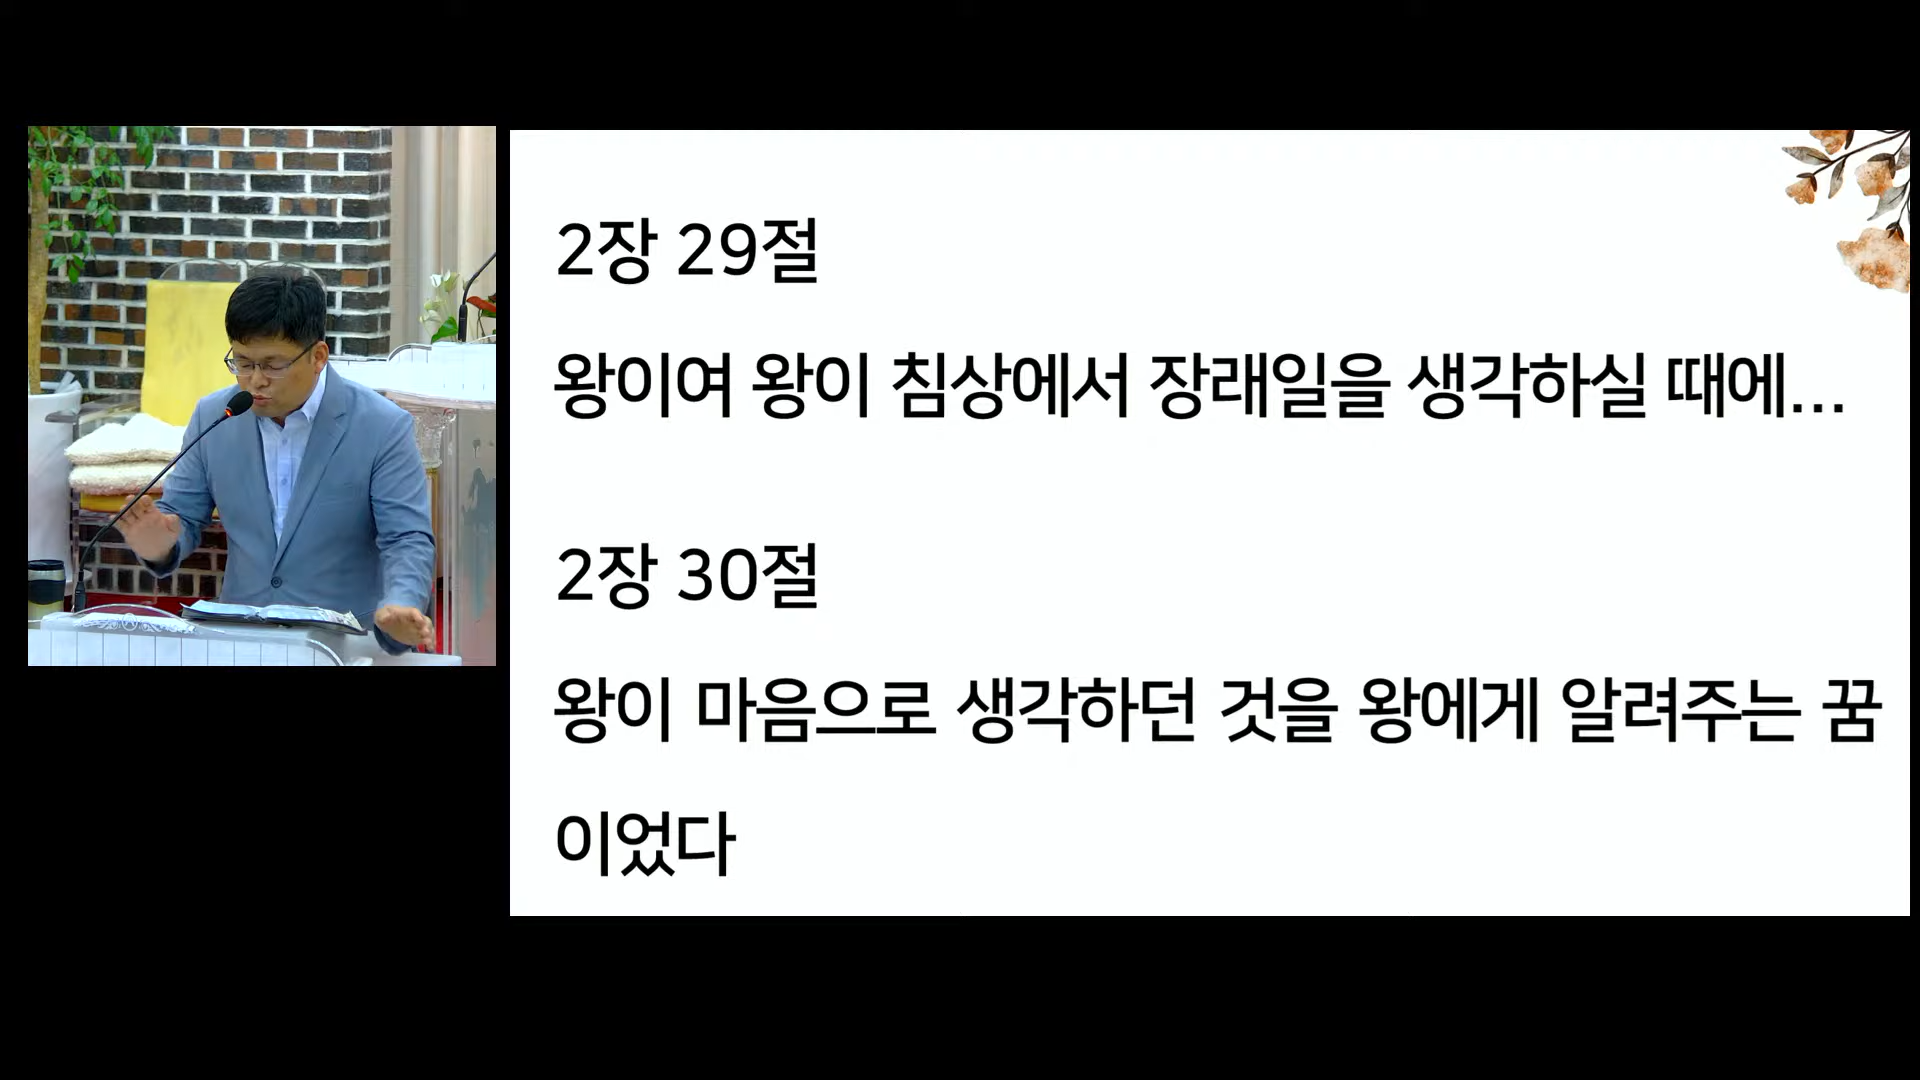 2장 29절
왕이여 왕이 침상에서 장래일을 생각하실 때에...
2장 30절
왕이 마음으로 생각하던 것을 왕에게 알려주는 꿈
이었다